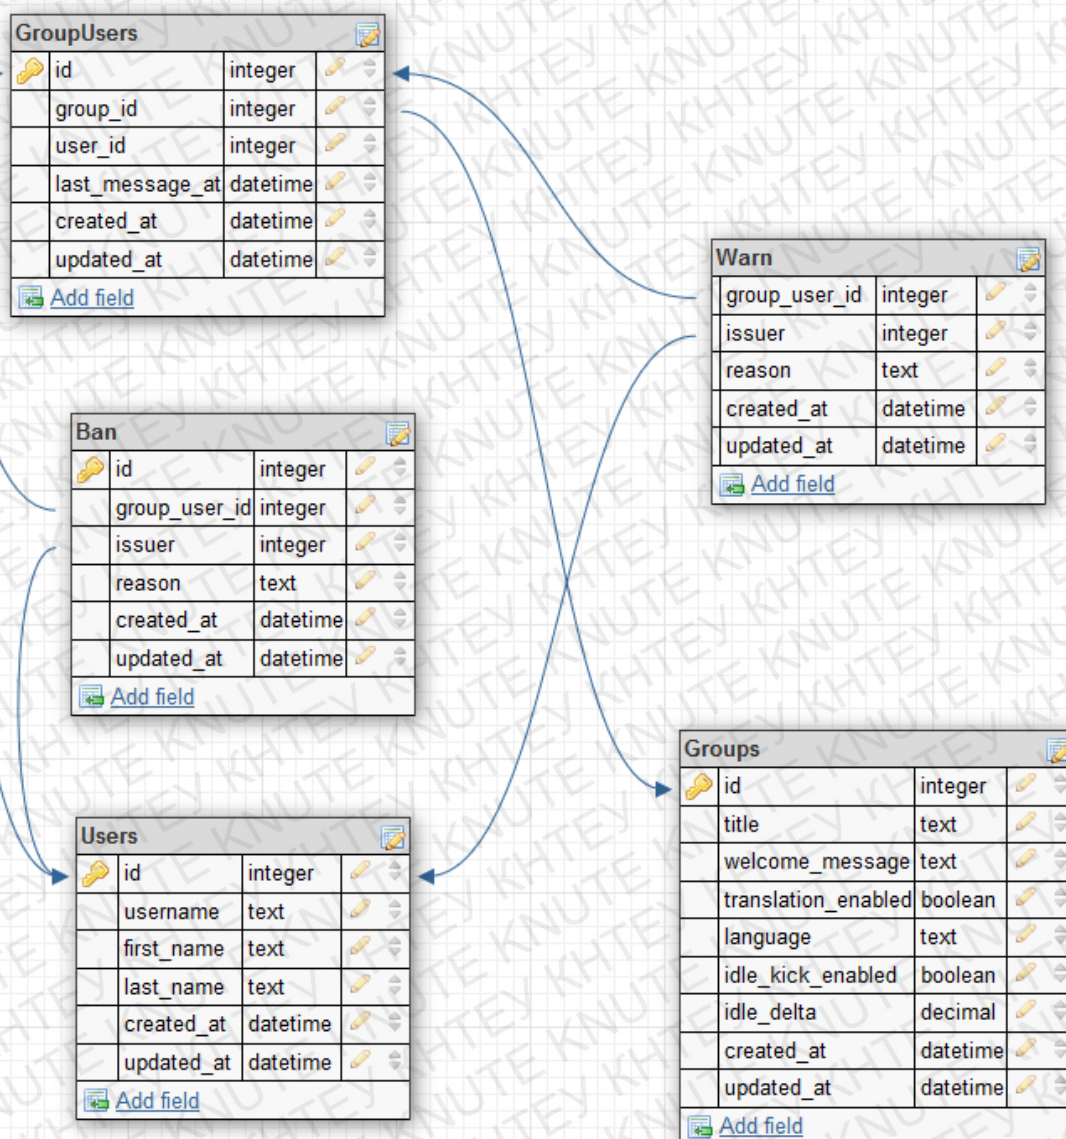 GroupUsers
id integer
group_id integer
user_id integer
last_message_at datetime
created_at datetime
updated_at datetime
Add field
Warn
group_user_id integer
issuer integer
reason text
created_at datetime
updated_at datetime
Add field
Ban
id integer
group_user_id integer
issuer integer
reason text
created_at datetime
updated_at datetime
Add field
Groups
id integer
title text
welcome_message text
translation_enabled boolean
language text
idle_kick_enabled boolean
idle_delta decimal
created_at datetime
updated_at datetime
Add field
Users
id integer
username text
first_name text
last_name text
created_at datetime
updated_at datetime
Add field